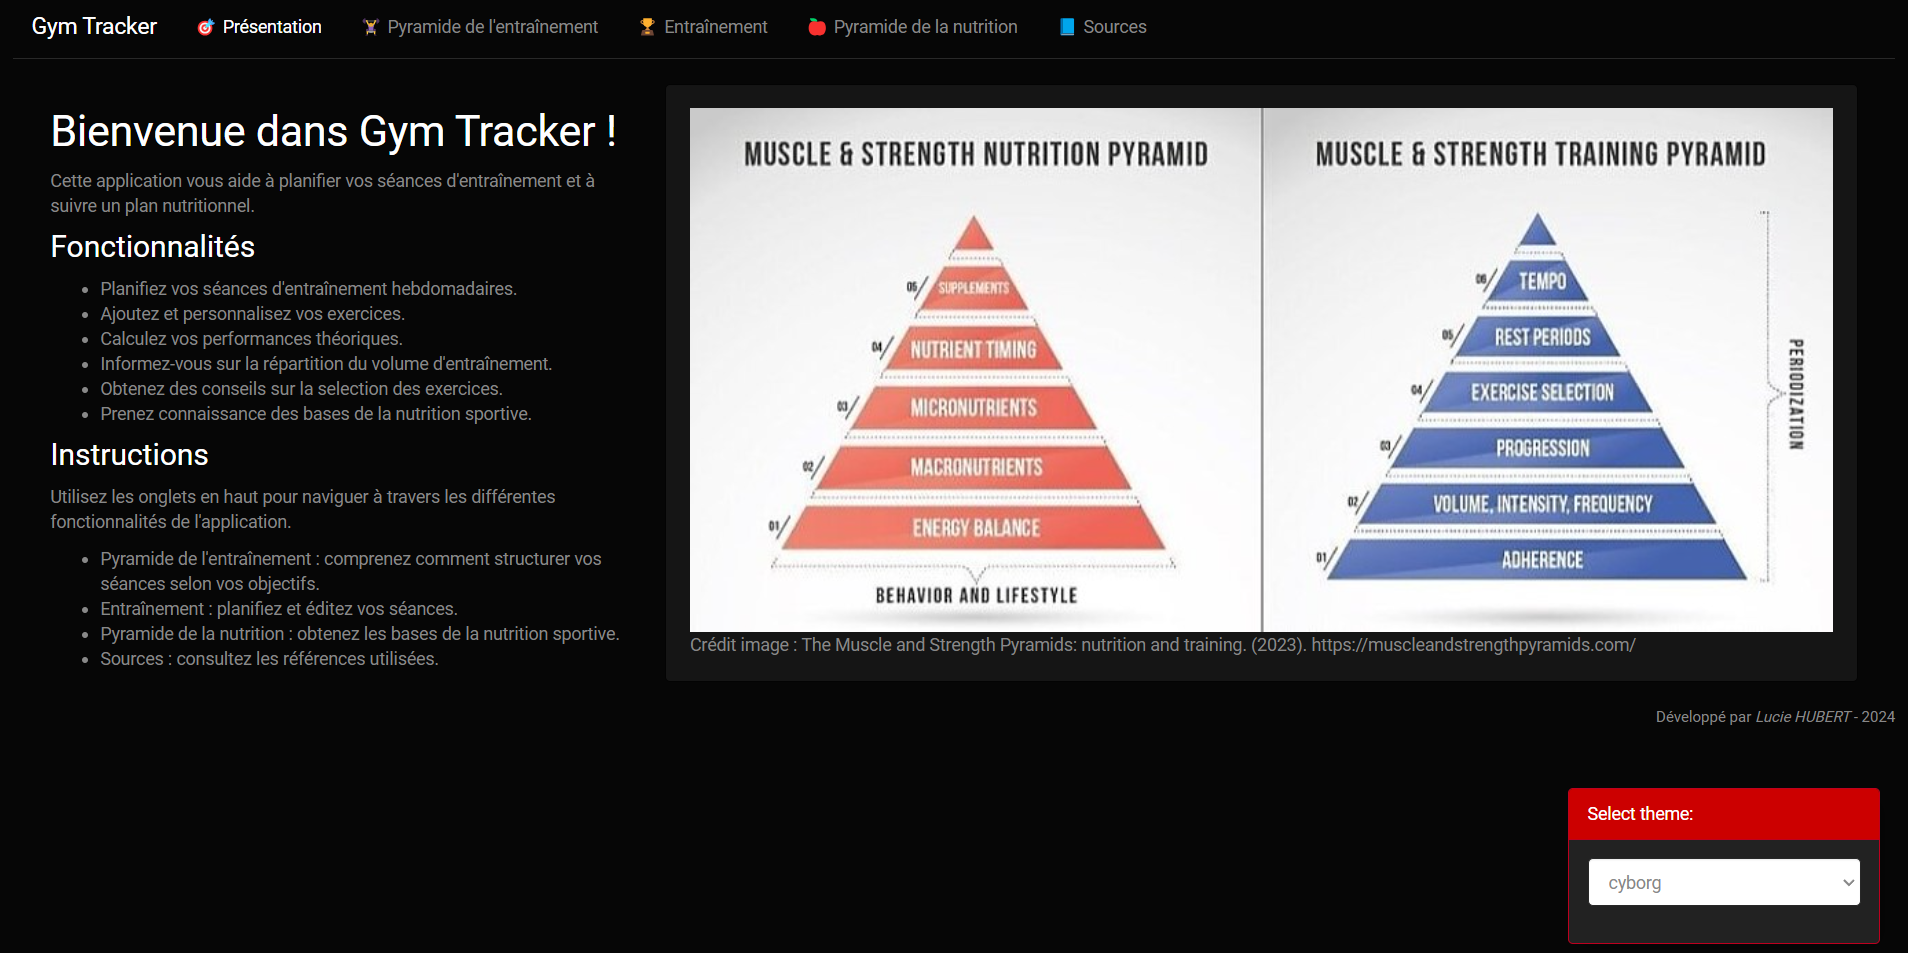 Gym Tracker
Présentation
Pyramide de l'entraînement
Entraînement
Pyramide de la nutrition
Sources
Bienvenue dans Gym Tracker !
Cette application vous aide à planifier vos séances d'entraînement et à
suivre un plan nutritionnel.
Fonctionnalités
Planifiez vos séances d'entraînement hebdomadaires.
Ajoutez et personnalisez vos exercices.
Calculez vos performances théoriques.
Informez-vous sur la répartition du volume d'entraînement.
Obtenez des conseils sur la selection des exercices.
Prenez connaissance des bases de la nutrition sportive.
Instructions
Utilisez les onglets en haut pour naviguer à travers les différentes
fonctionnalités de l'application.
Pyramide de l'entraînement : comprenez comment structurer vos
séances selon vos objectifs.
Entraînement : planifiez et éditez vos séances.
Pyramide de la nutrition : obtenez les bases de la nutrition sportive.
Sources : consultez les références utilisées.
MUSCLE & STRENGTH NUTRITION PYRAMID
05/ SUPPLEMENTS
04/ NUTRIENT TIMING
03/ MICRONUTRIENTS
02/ MACRONUTRIENTS
01/ ENERGY BALANCE
BEHAVIOR AND LIFESTYLE
MUSCLE & STRENGTH TRAINING PYRAMID
06/ TEMPO
05/ REST PERIODS
04/ EXERCISE SELECTION
03/ PROGRESSION
02/ VOLUME, INTENSITY, FREQUENCY
01/ ADHERENCE
PERIODIZATION
Crédit image : The Muscle and Strength Pyramids: nutrition and training. (2023). https://muscleandstrengthpyramids.com/
Développé par Lucie HUBERT - 2024
Select theme:
cyborg